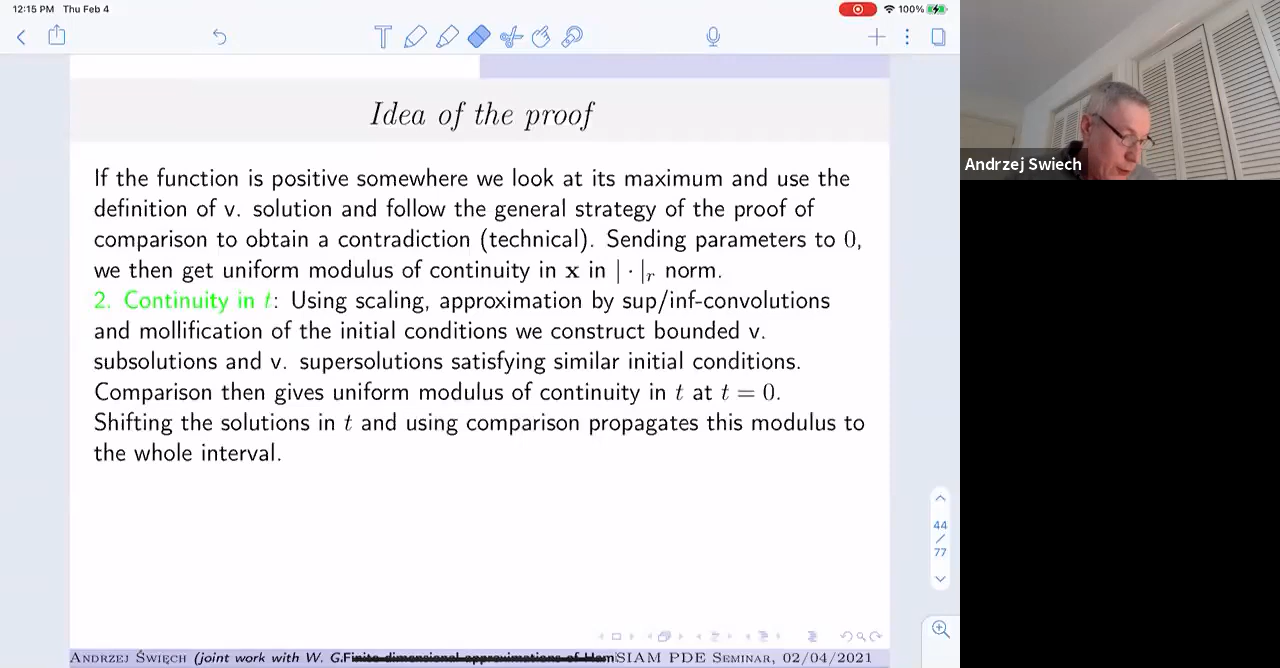 12:15 PM Thu Feb 4
100%
Idea of the proof
If the function is positive somewhere we look at its maximum and use the
definition of v. solution and follow the general strategy of the proof of
comparison to obtain a contradiction (technical). Sending parameters to 0,
we then get uniform modulus of continuity in x in | · |r norm.
2. Continuity in t: Using scaling, approximation by sup/inf-convolutions
and mollification of the initial conditions we construct bounded v.
subsolutions and v. supersolutions satisfying similar initial conditions.
Comparison then gives uniform modulus of continuity in t at t = 0.
Shifting the solutions in t and using comparison propagates this modulus to
the whole interval.
44
/
77
Andrzej Święch (joint work with W. G.Finite dimensional approximations of HamSIAM PDE Seminar, 02/04/2021
Andrzej Swiech